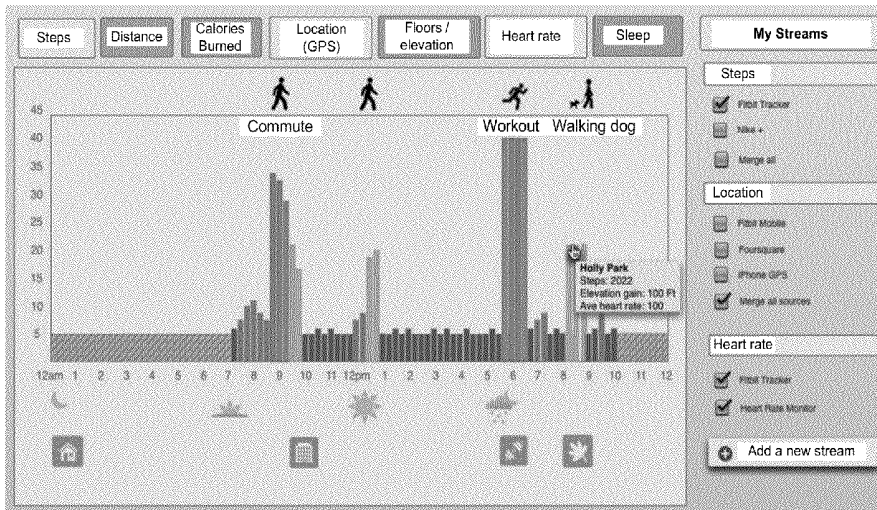 Steps
Distance
Calories
Burned
Location
(GPS)
Floors /
elevation
Heart rate
Sleep
My Streams
Steps
Fitbit Tracker
Nike +
Merge all
Location
Fitbit Mobile
Foursquare
iPhone GPS
Merge all sources
Heart rate
Fitbit Tracker
Heart Rate Monitor
Add a new stream
Commute
Workout
Walking dog
45
40
35
30
25
20
15
10
5
Holly Park
Steps: 2022
Elevation gain: 100 Ft
Ave heart rate: 100
12am 1 2 3 4 5 6 7 8 9 10 11 12pm 1 2 3 4 5 6 7 8 9 10 11 12